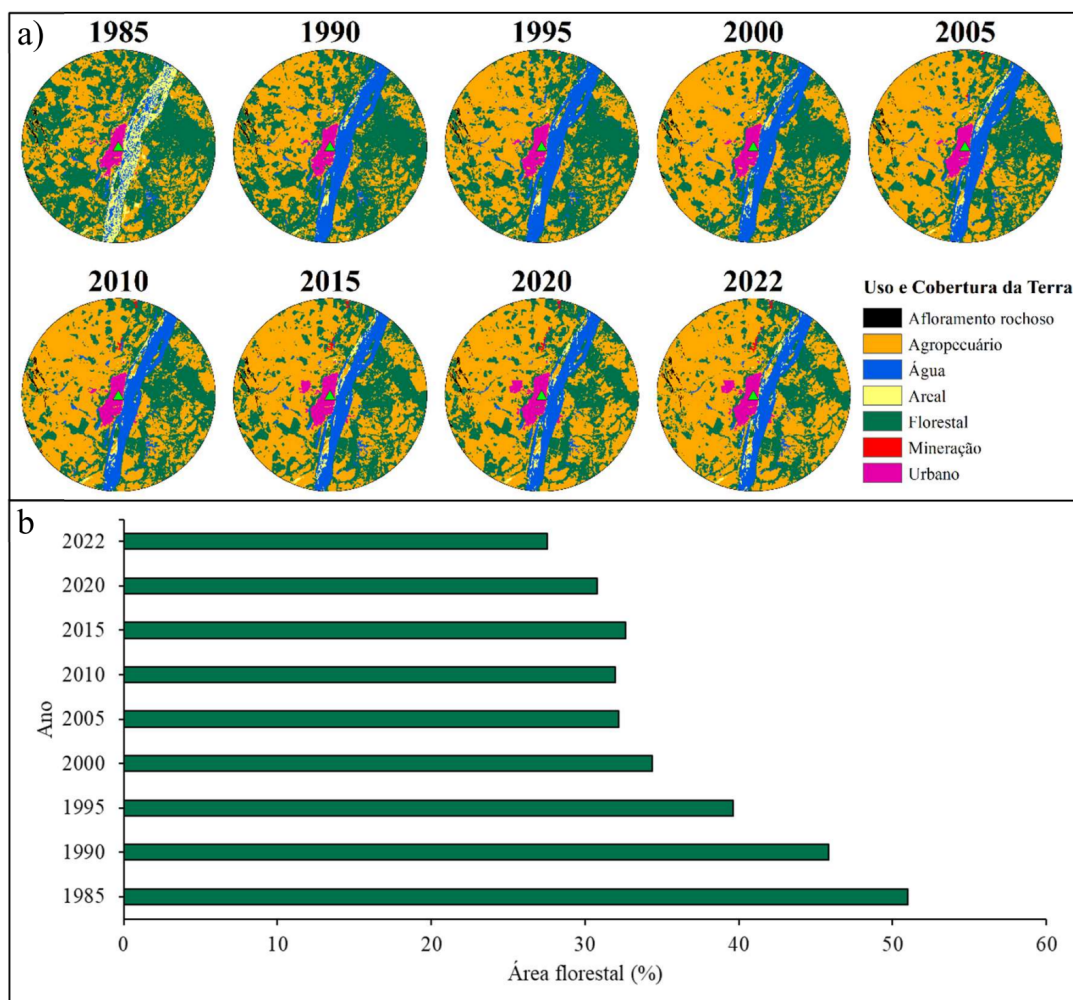 a)
1985
1990
1995
2000
2005
2010
2015
2020
2022
Uso e Cobertura da Terra
Afloramento rochoso
Agropecuário
Água
Areal
Florestal
Mineração
Urbano
b
Ano
2022
2020
2015
2010
2005
2000
1995
1990
1985
0 10 20 30 40 50 60
Área florestal (%)